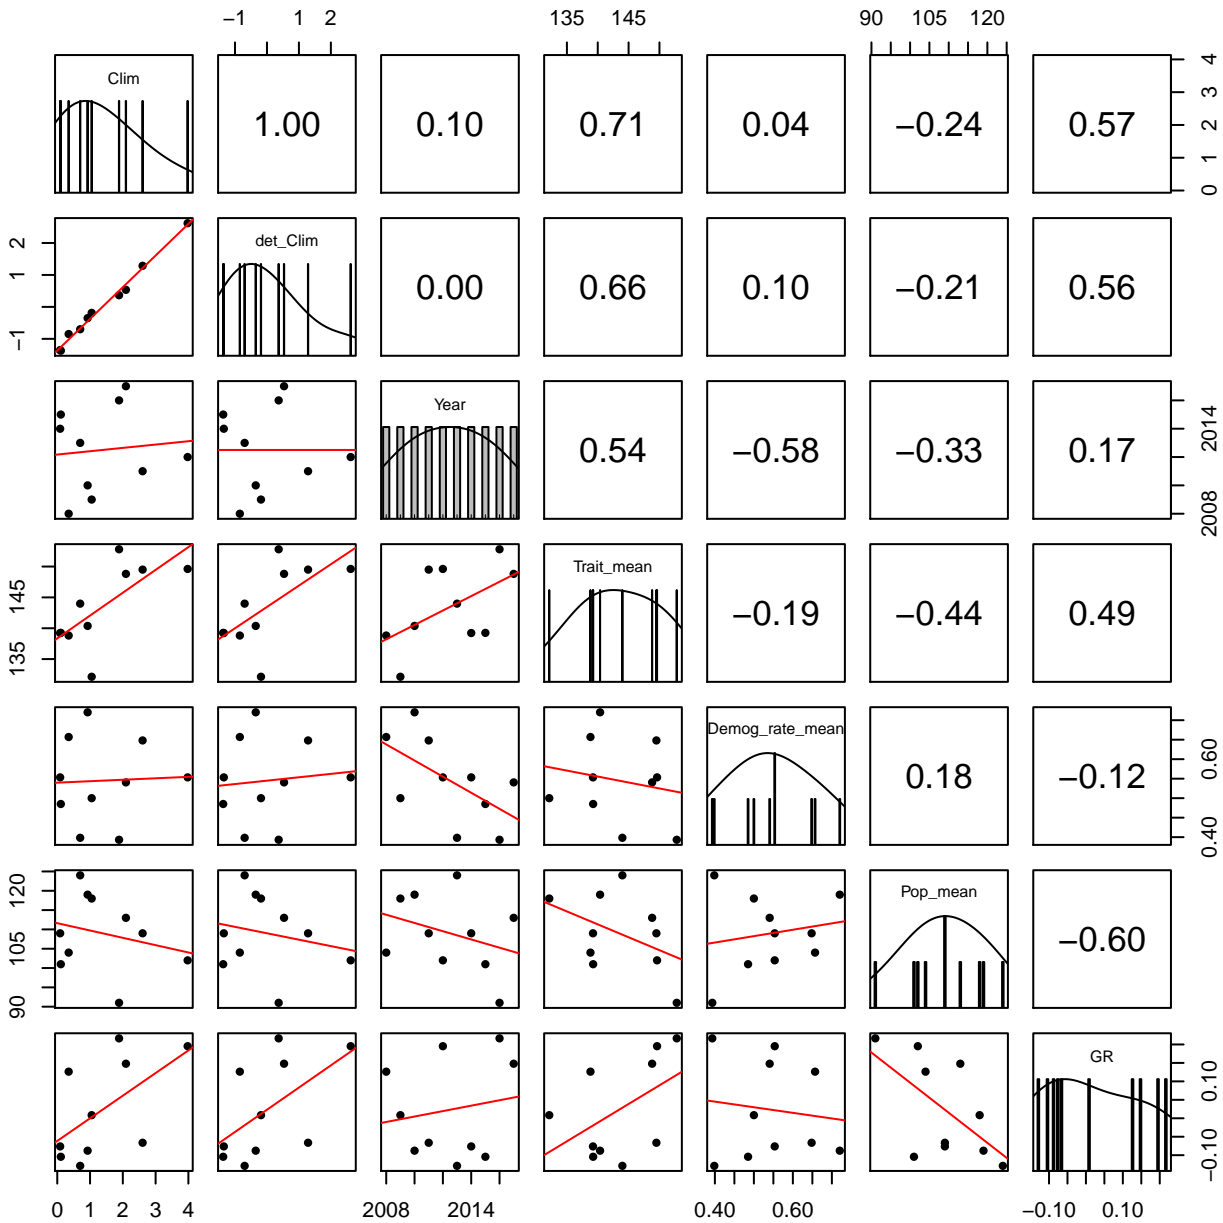 −1 1 2 135 145 90 109 120
Clim 1.00 0.10 0.71 0.04 −0.24 0.57 0 1 2 3 4
−1 1 2 det_Clim 0.00 0.66 0.10 −0.21 0.56
Year 0.54 −0.58 −0.33 0.17 2008 2014
135 145 Trait_mean −0.19 −0.44 0.49
Demog_rate_mean 0.18 −0.12 0.40 0.60
90 105 120 Pop_mean −0.60
GR −0.10 0.10
0 1 2 3 4 2008 2014 0.40 0.60 −0.10 0.10